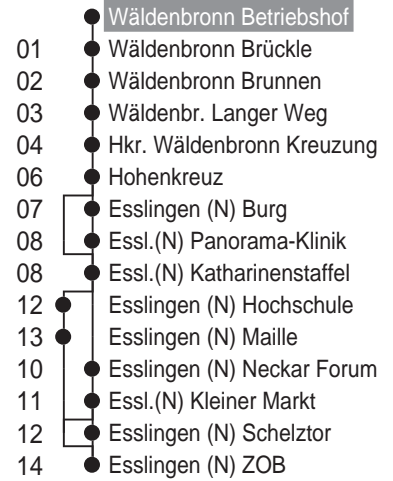 Wäldenbronn Betriebshof
01 Wäldenbronn Brückle
02 Wäldenbronn Brunnen
03 Wäldenbr. Langer Weg
04 Hkr. Wäldenbronn Kreuzung
06 Hohenkreuz
07 Esslingen (N) Burg
08 Essl.(N) Panorama-Klinik
08 Essl.(N) Katharinenstaffel
12 Esslingen (N) Hochschule
13 Esslingen (N) Maille
10 Esslingen (N) Neckar Forum
11 Essl.(N) Kleiner Markt
12 Esslingen (N) Schelztor
14 Esslingen (N) ZOB